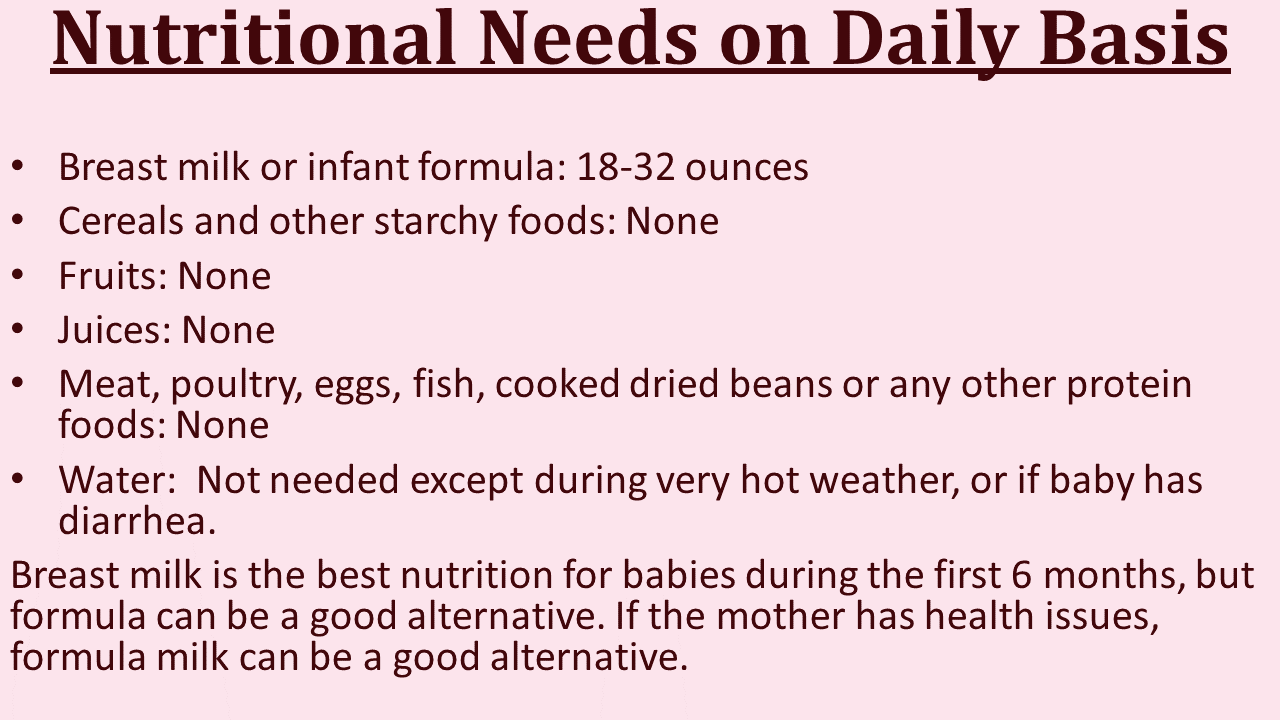 Nutritional Needs on Daily Basis
• Breast milk or infant formula: 18-32 ounces
• Cereals and other starchy foods: None
• Fruits: None
• Juices: None
• Meat, poultry, eggs, fish, cooked dried beans or any other protein
foods: None
• Water:  Not needed except during very hot weather, or if baby has
diarrhea.
Breast milk is the best nutrition for babies during the first 6 months, but
formula can be a good alternative. If the mother has health issues,
formula milk can be a good alternative.